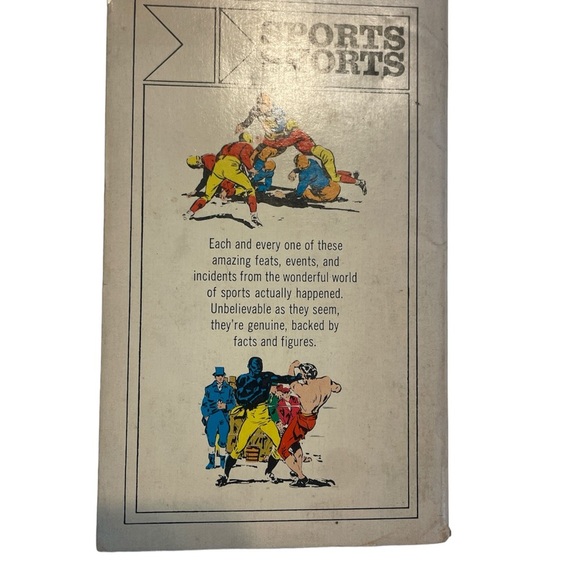 SPORTS
SPORTS
Each and every one of these
amazing feats, events, and
incidents from the wonderful world
of sports actually happened.
Unbelievable as they seem,
they're genuine, backed by
facts and figures.